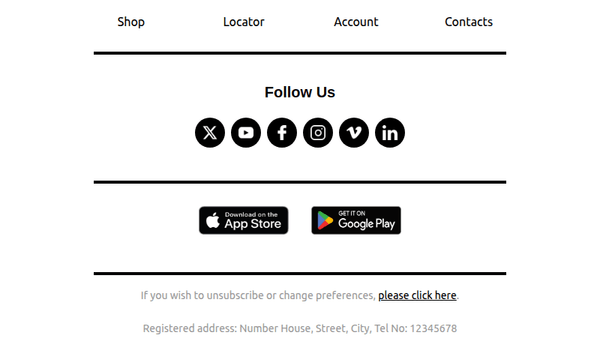 Shop Locator Account Contacts
Follow Us
Download on the
App Store
GET IT ON
Google Play
If you wish to unsubscribe or change preferences, please click here.
Registered address: Number House, Street, City, Tel No: 12345678